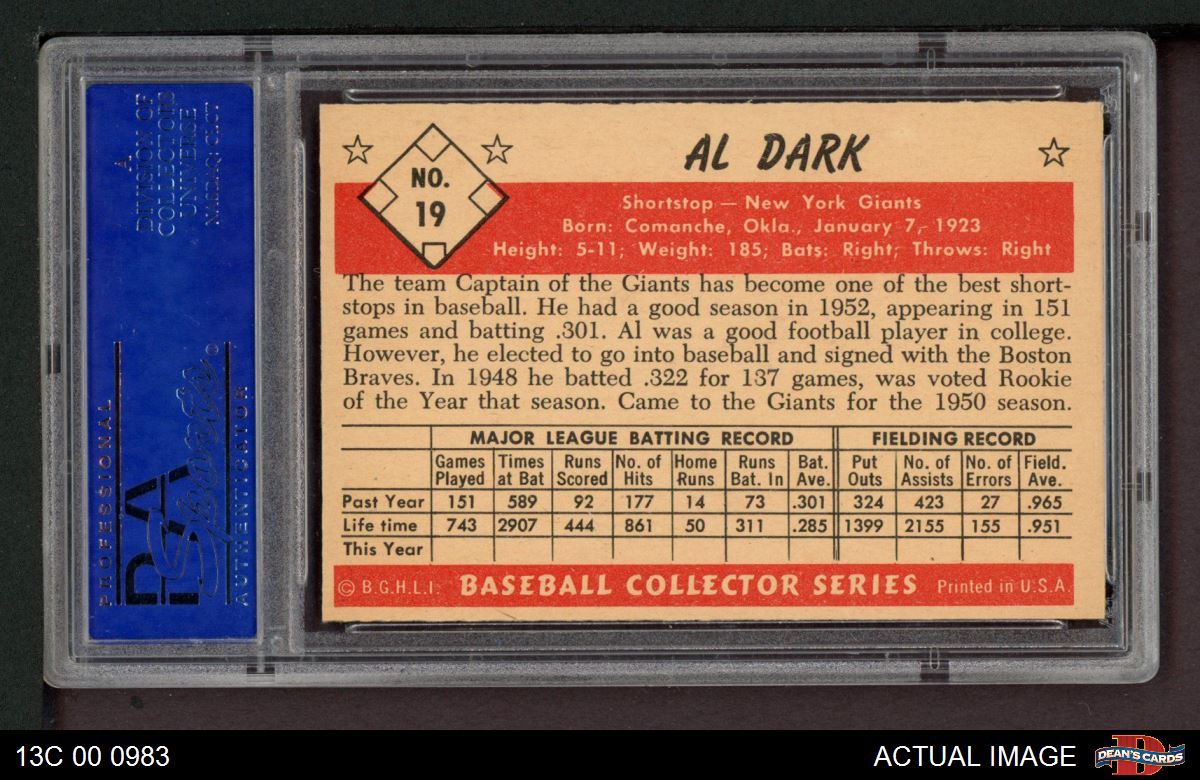 A
DIVISION OF
COLLECTORS
UNIVERSE
NASDAQ: CLCT
PROFESSIONAL
PSA
Sports
AUTHENTICATOR
NO.
19
AL DARK
Shortstop — New York Giants
Born: Comanche, Okla., January 7, 1923
Height: 5-11; Weight: 185; Bats: Right; Throws: Right
The team Captain of the Giants has become one of the best short-
stops in baseball. He had a good season in 1952, appearing in 151
games and batting .301. Al was a good football player in college.
However, he elected to go into baseball and signed with the Boston
Braves. In 1948 he batted .322 for 137 games, was voted Rookie
of the Year that season. Came to the Giants for the 1950 season.
MAJOR LEAGUE BATTING RECORD FIELDING RECORD
Games Times Runs No. of Home Runs Bat. Put No. of No. of Field.
Played at Bat Scored Hits Runs Bat. In Ave. Outs Assists Errors Ave.
Past Year 151 589 92 177 14 73 .301 324 423 27 .965
Life time 743 2907 444 861 50 311 .285 1399 2155 155 .951
This Year
© B.G.H.L.I. BASEBALL COLLECTOR SERIES Printed in U.S.A.
13C 00 0983
ACTUAL IMAGE
D
DEAN'S CARDS